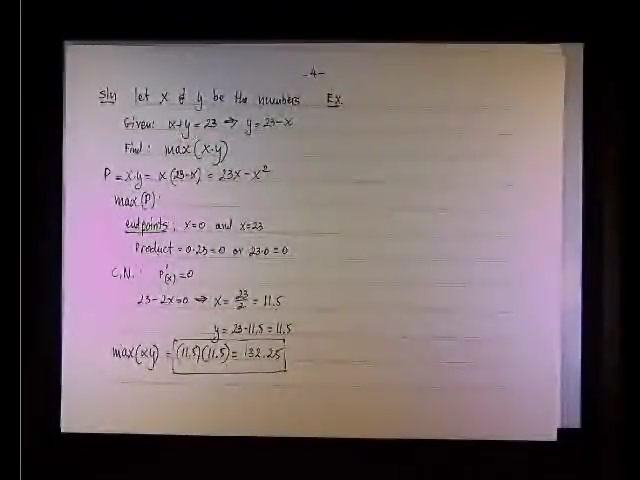 -4-
Sln let x & y be the numbers Ex.
Given: x+y=23 ⇒ y=23-x
Find: max(x·y)
P = x·y = x(23-x) = 23x - x²
max(P):
endpoints: x=0 and x=23
Product = 0·23=0 or 23·0=0
C.N. P'(x)=0
23-2x=0 ⇒ x = 23/2 = 11.5
y = 23-11.5 = 11.5
max(xy) = (11.5)(11.5) = 132.25